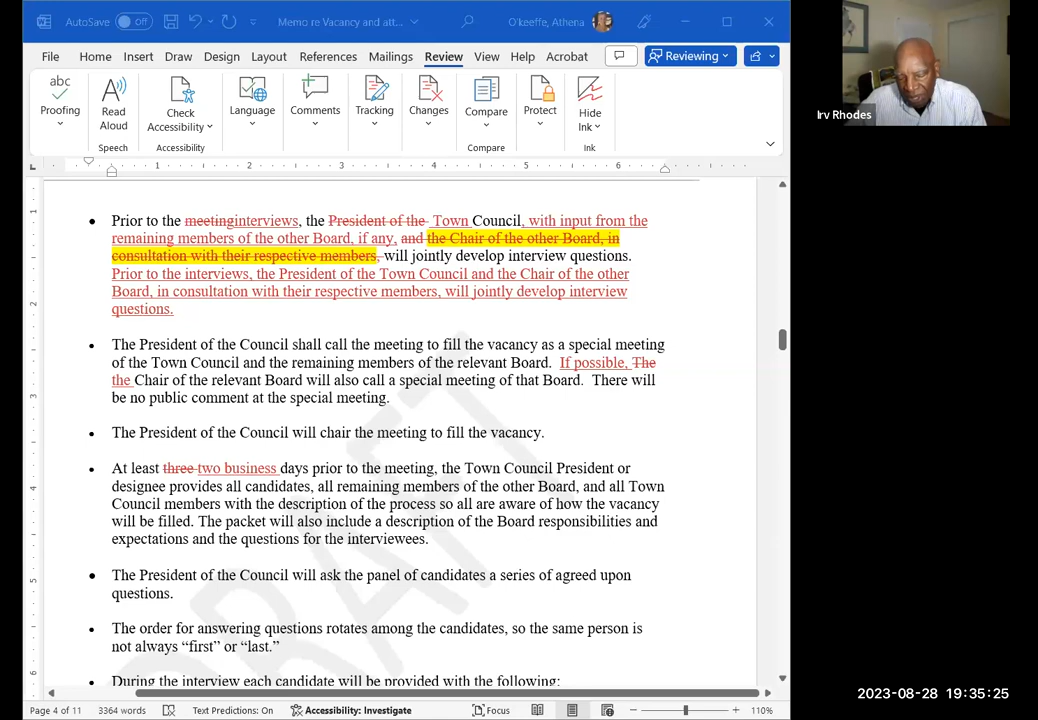 AutoSave Off Memo re Vacancy and att... O'keeffe, Athena
File Home Insert Draw Design Layout References Mailings Review View Help Acrobat Reviewing
abc
Proofing Read Aloud Check Accessibility Language Comments Tracking Changes Compare Protect Hide Ink
Speech Accessibility Compare Ink
Irv Rhodes
1 2 3 4 5 6
Prior to the meetinginterviews, the President of the Town Council, with input from the
remaining members of the other Board, if any, and the Chair of the other Board, in
consultation with their respective members, will jointly develop interview questions.
Prior to the interviews, the President of the Town Council and the Chair of the other
Board, in consultation with their respective members, will jointly develop interview
questions.
The President of the Council shall call the meeting to fill the vacancy as a special meeting
of the Town Council and the remaining members of the relevant Board. If possible, The
the Chair of the relevant Board will also call a special meeting of that Board. There will
be no public comment at the special meeting.
The President of the Council will chair the meeting to fill the vacancy.
At least three two business days prior to the meeting, the Town Council President or
designee provides all candidates, all remaining members of the other Board, and all Town
Council members with the description of the process so all are aware of how the vacancy
will be filled. The packet will also include a description of the Board responsibilities and
expectations and the questions for the interviewees.
The President of the Council will ask the panel of candidates a series of agreed upon
questions.
The order for answering questions rotates among the candidates, so the same person is
not always “first” or “last.”
During the interview each candidate will be provided with the following:
DRAFT
2023-08-28 19:35:25
Page 4 of 11 3364 words Text Predictions: On Accessibility: Investigate Focus 110%